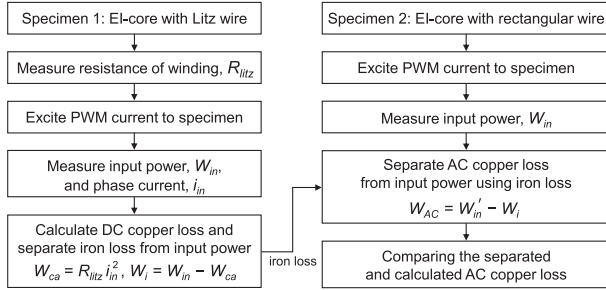 Specimen 1: EI-core with Litz wire
Measure resistance of winding, R_litz
Excite PWM current to specimen
Measure input power, W_in,
and phase current, i_in
Calculate DC copper loss and
separate iron loss from input power
W_ca = R_litz i_in^2, W_i = W_in − W_ca
iron loss
Specimen 2: EI-core with rectangular wire
Excite PWM current to specimen
Measure input power, W_in
Separate AC copper loss
from input power using iron loss
W_AC = W_in′ − W_i
Comparing the separated
and calculated AC copper loss